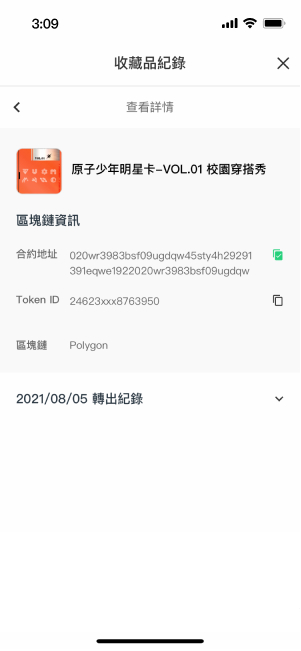 3:09
收藏品紀錄
查看詳情
原子少年明星卡–VOL.01 校園穿搭秀
區塊鏈資訊
合約地址
020wr3983bsf09ugdqw45sty4h29291
391eqwe1922020wr3983bsf09ugdqw
Token ID
24623xxx8763950
區塊鏈
Polygon
2021/08/05 轉出紀錄